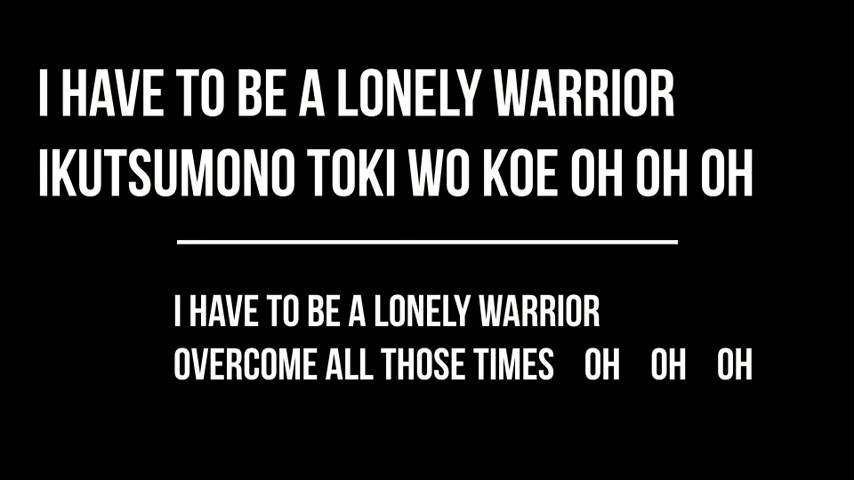 I HAVE TO BE A LONELY WARRIOR
IKUTSUMONO TOKI WO KOE OH OH OH
I HAVE TO BE A LONELY WARRIOR
OVERCOME ALL THOSE TIMES OH OH OH